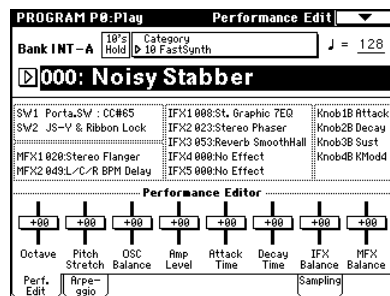 PROGRAM P0:Play Performance Edit
Bank INT-A 10's Hold Category 10 FastSynth ♩ = 128
000: Noisy Stabber
SW1 Porta.SW : CC#65 IFX1 008:St. Graphic 7EQ Knob1B Attack
SW2 JS-Y & Ribbon Lock IFX2 023:Stereo Phaser Knob2B Decay
IFX3 053:Reverb SmoothHall Knob3B Sust
MFX1 020:Stereo Flanger IFX4 000:No Effect Knob4B KMod4
MFX2 049:L/C/R BPM Delay IFX5 000:No Effect
Performance Editor
+00 +00 +00 +00 +00 +00 +00 +00
Octave Pitch Stretch OSC Balance Amp Level Attack Time Decay Time IFX Balance MFX Balance
Perf. Edit Arpe-ggio Sampling